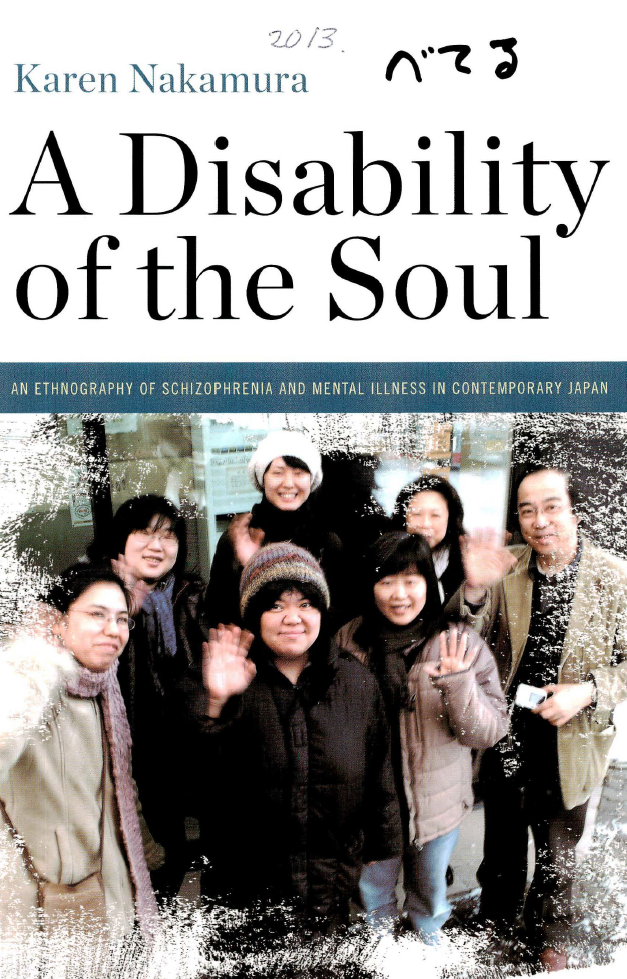 2013.
べてる
Karen Nakamura
A Disability
of the Soul
AN ETHNOGRAPHY OF SCHIZOPHRENIA AND MENTAL ILLNESS IN CONTEMPORARY JAPAN